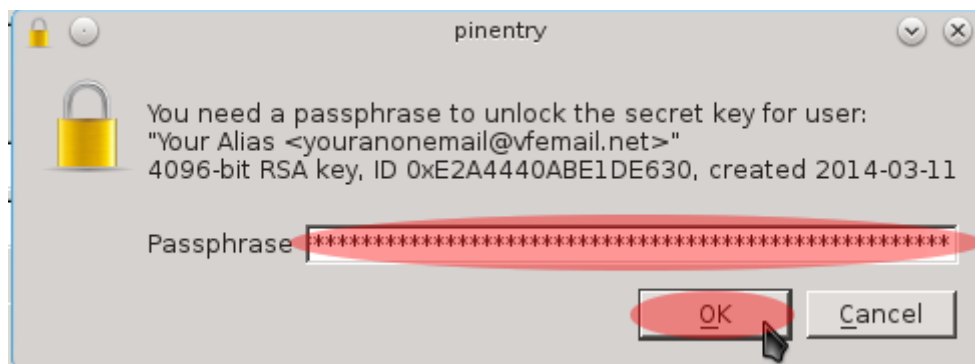 pinentry
You need a passphrase to unlock the secret key for user:
"Your Alias <youranonemail@vfemail.net>"
4096-bit RSA key, ID 0xE2A4440ABE1DE630, created 2014-03-11
Passphrase ****************************************************
OK Cancel